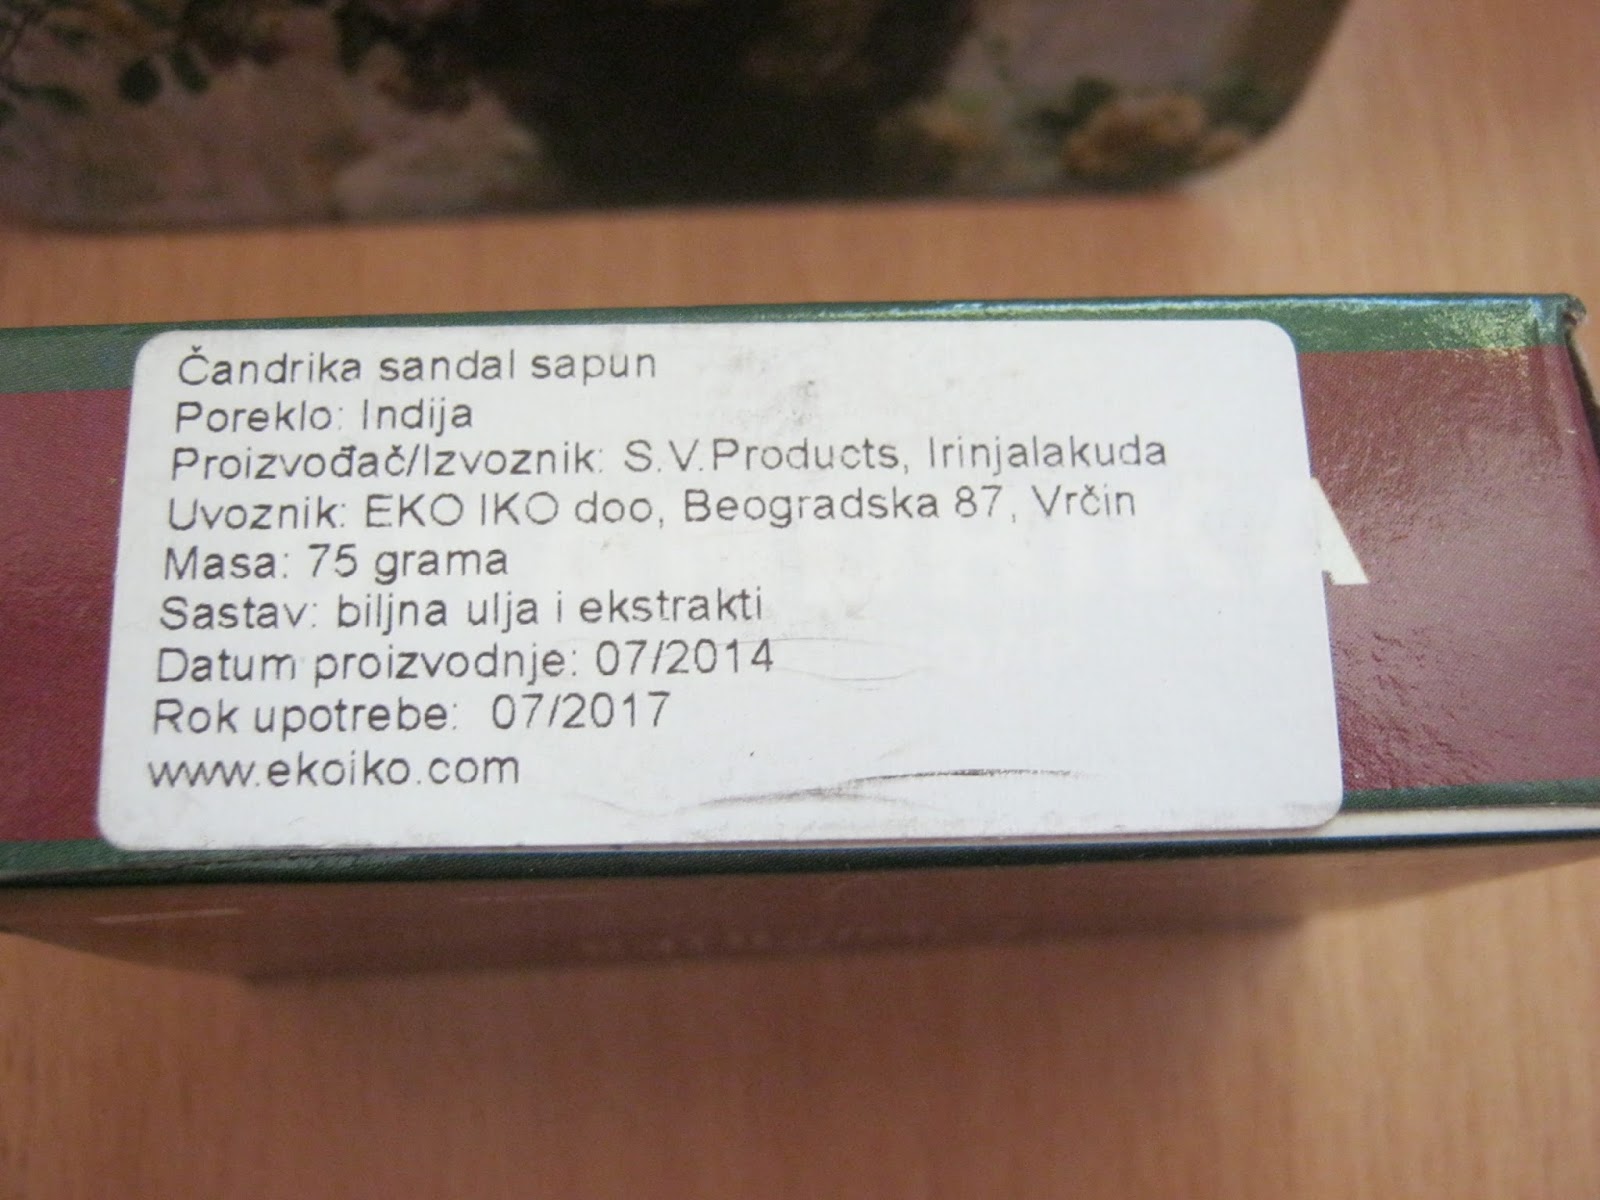 Čandrika sandal sapun
Poreklo: Indija
Proizvođač/Izvoznik: S.V.Products, Irinjalakuda
Uvoznik: EKO IKO doo, Beogradska 87, Vrčin
Masa: 75 grama
Sastav: biljna ulja i ekstrakti
Datum proizvodnje: 07/2014
Rok upotrebe: 07/2017
www.ekoiko.com